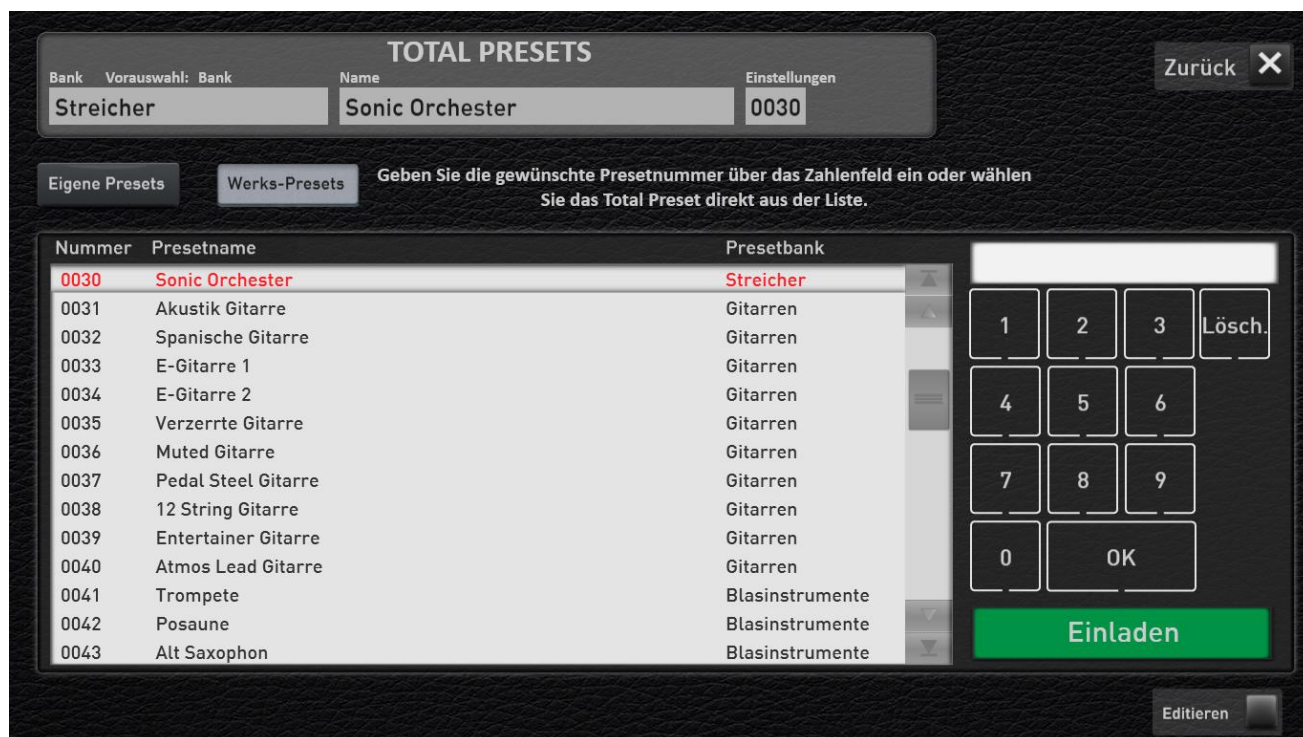 TOTAL PRESETS
Zurück
Bank Vorauswahl: Bank Name Einstellungen
Streicher Sonic Orchester 0030
Eigene Presets Werks-Presets
Geben Sie die gewünschte Presetnummer über das Zahlenfeld ein oder wählen
Sie das Total Preset direkt aus der Liste.
Nummer Presetname Presetbank
0030 Sonic Orchester Streicher
0031 Akustik Gitarre Gitarren
0032 Spanische Gitarre Gitarren
0033 E-Gitarre 1 Gitarren
0034 E-Gitarre 2 Gitarren
0035 Verzerrte Gitarre Gitarren
0036 Muted Gitarre Gitarren
0037 Pedal Steel Gitarre Gitarren
0038 12 String Gitarre Gitarren
0039 Entertainer Gitarre Gitarren
0040 Atmos Lead Gitarre Gitarren
0041 Trompete Blasinstrumente
0042 Posaune Blasinstrumente
0043 Alt Saxophon Blasinstrumente
1 2 3 Lösch.
4 5 6
7 8 9
0 OK
Einladen
Editieren